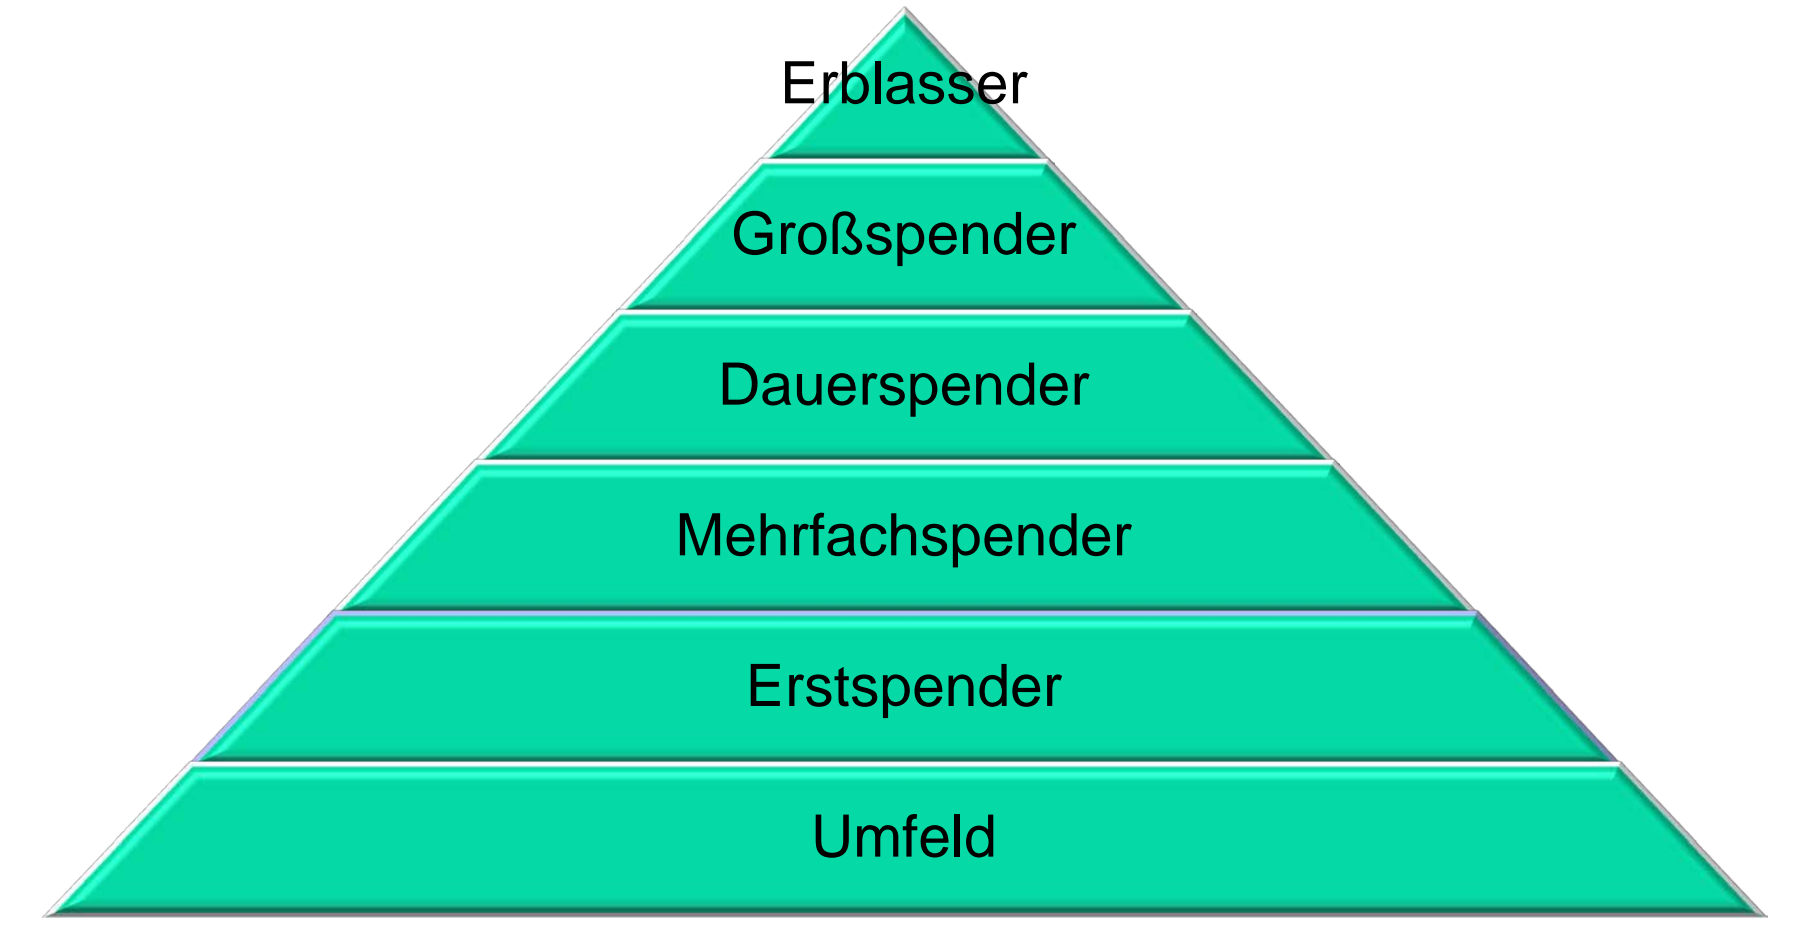 Erblasser
Großspender
Dauerspender
Mehrfachspender
Erstspender
Umfeld